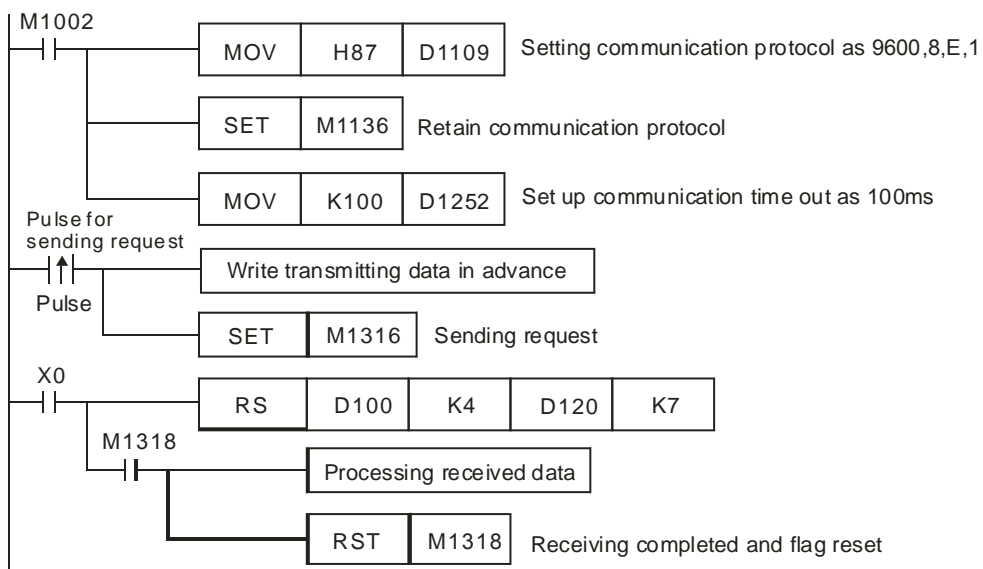 M1002
MOV H87 D1109 Setting communication protocol as 9600,8,E,1
SET M1136 Retain communication protocol
MOV K100 D1252 Set up communication time out as 100ms
Pulse for
sending request
Write transmitting data in advance
Pulse
SET M1316 Sending request
X0
RS D100 K4 D120 K7
M1318
Processing received data
RST M1318 Receiving completed and flag reset